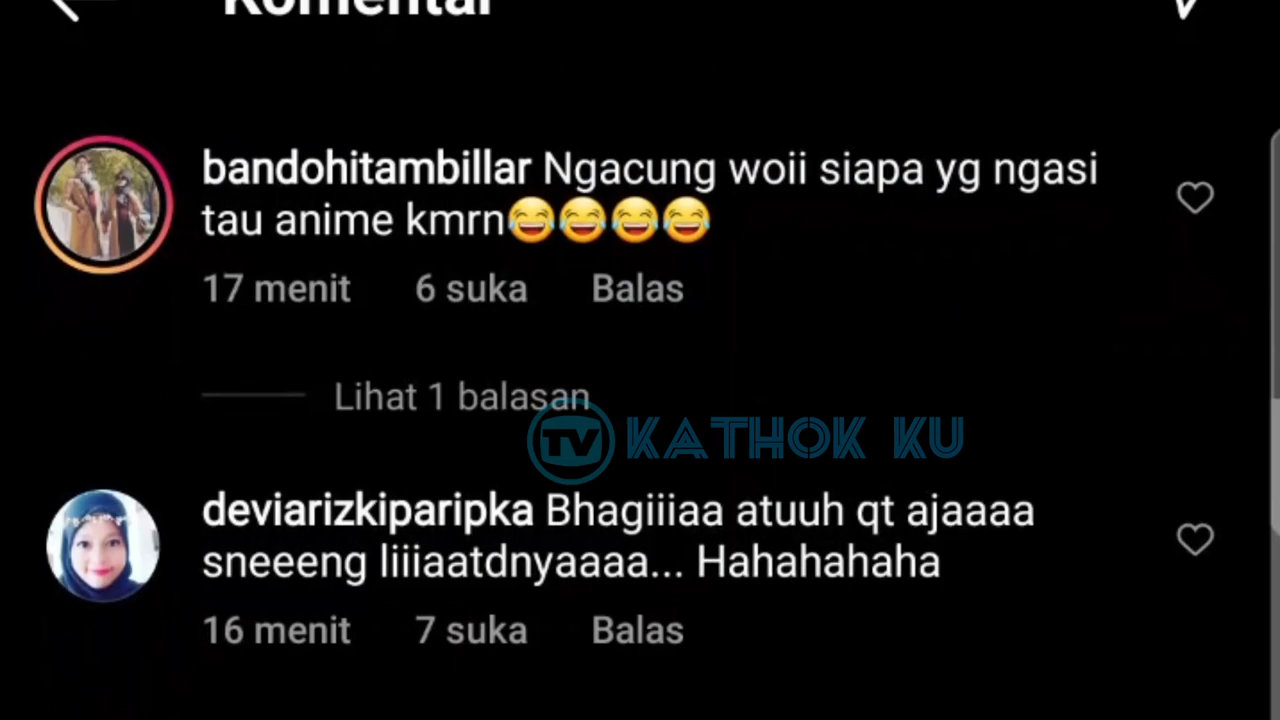 Komentar
bandohitambillar Ngacung woii siapa yg ngasi
tau anime kmrn😂😂😂😂
17 menit 6 suka Balas
Lihat 1 balasan
TV KATHOK KU
deviarizkiparipka Bhagiiiaa atuuh qt ajaaaa
sneeeng liiiaatdnyaaaa... Hahahahaha
16 menit 7 suka Balas